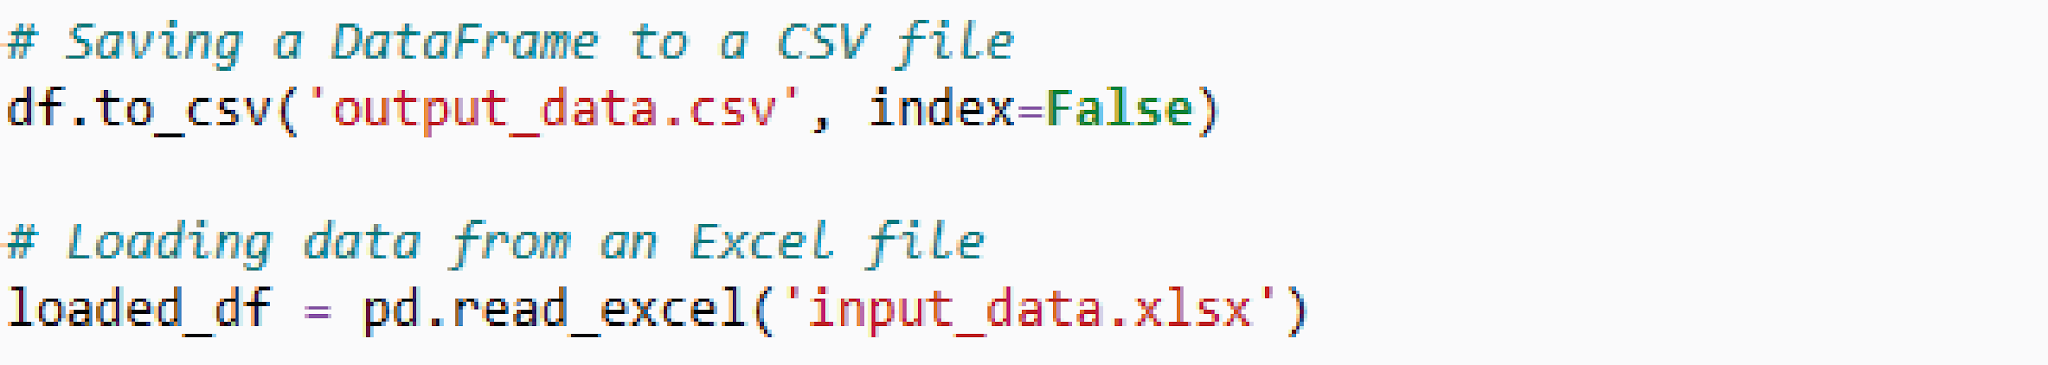 # Saving a DataFrame to a CSV file
df.to_csv('output_data.csv', index=False)
# Loading data from an Excel file
loaded_df = pd.read_excel('input_data.xlsx')